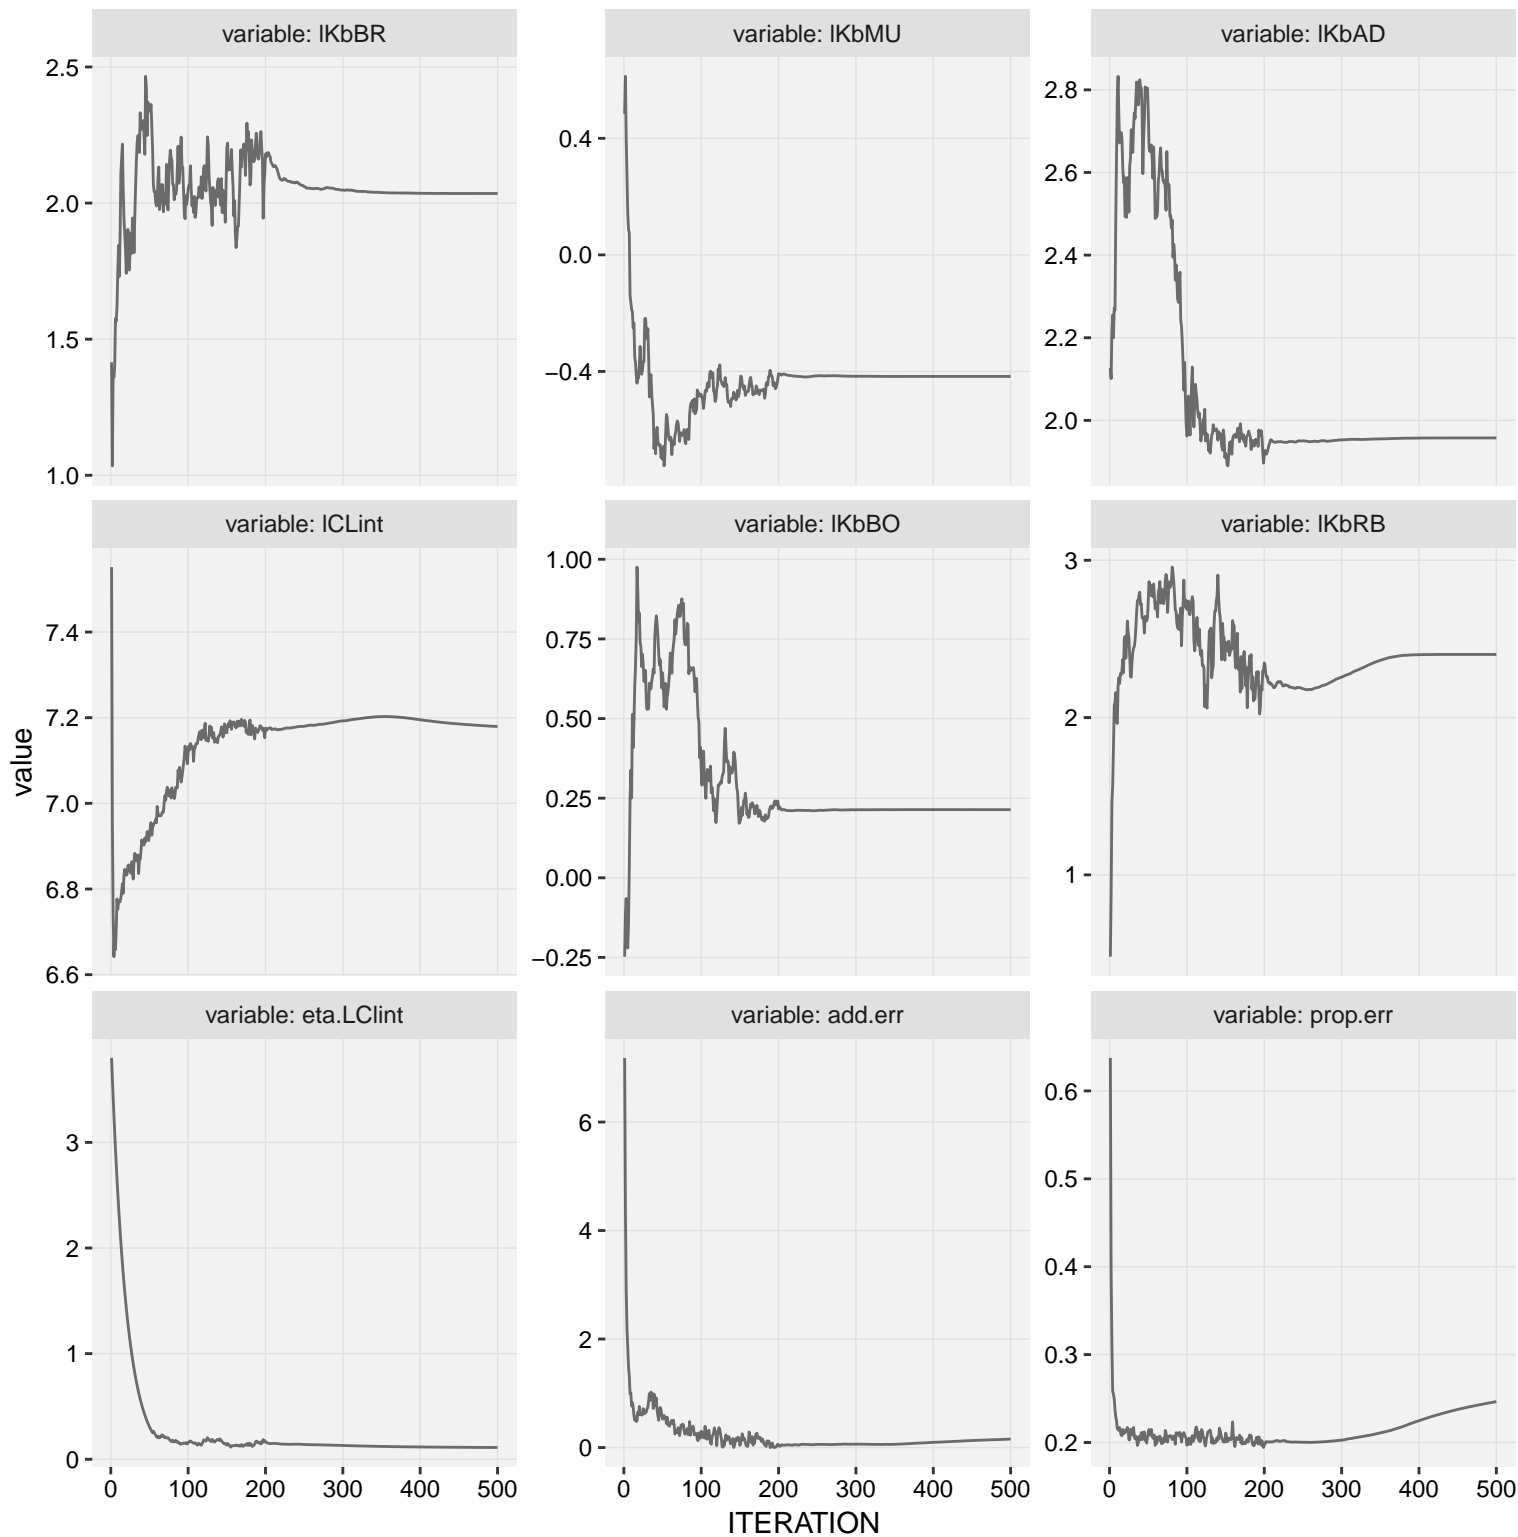 variable: lKbBR
variable: lKbMU
variable: lKbAD
2.5
2.0
1.5
1.0
0.4
0.0
−0.4
2.8
2.6
2.4
2.2
2.0
variable: lCLint
variable: lKbBO
variable: lKbRB
7.4
7.2
7.0
6.8
6.6
1.00
0.75
0.50
0.25
0.00
−0.25
3
2
1
value
variable: eta.LClint
variable: add.err
variable: prop.err
3
2
1
0
6
4
2
0
0.6
0.5
0.4
0.3
0.2
0 100 200 300 400 500
0 100 200 300 400 500
0 100 200 300 400 500
ITERATION